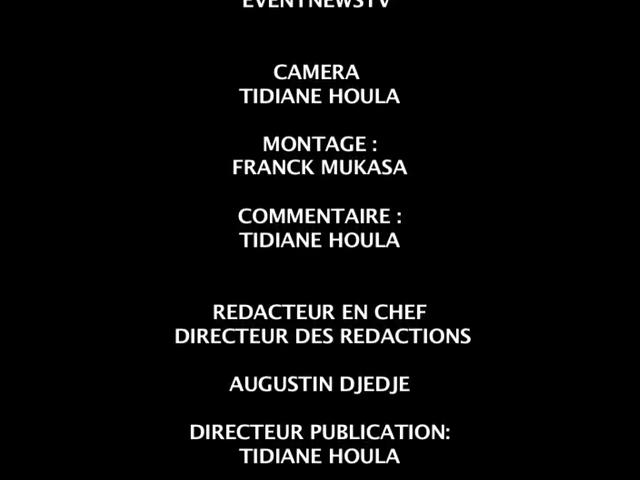 EVENTNEWSTV
CAMERA
TIDIANE HOULA
MONTAGE :
FRANCK MUKASA
COMMENTAIRE :
TIDIANE HOULA
REDACTEUR EN CHEF
DIRECTEUR DES REDACTIONS
AUGUSTIN DJEDJE
DIRECTEUR PUBLICATION:
TIDIANE HOULA